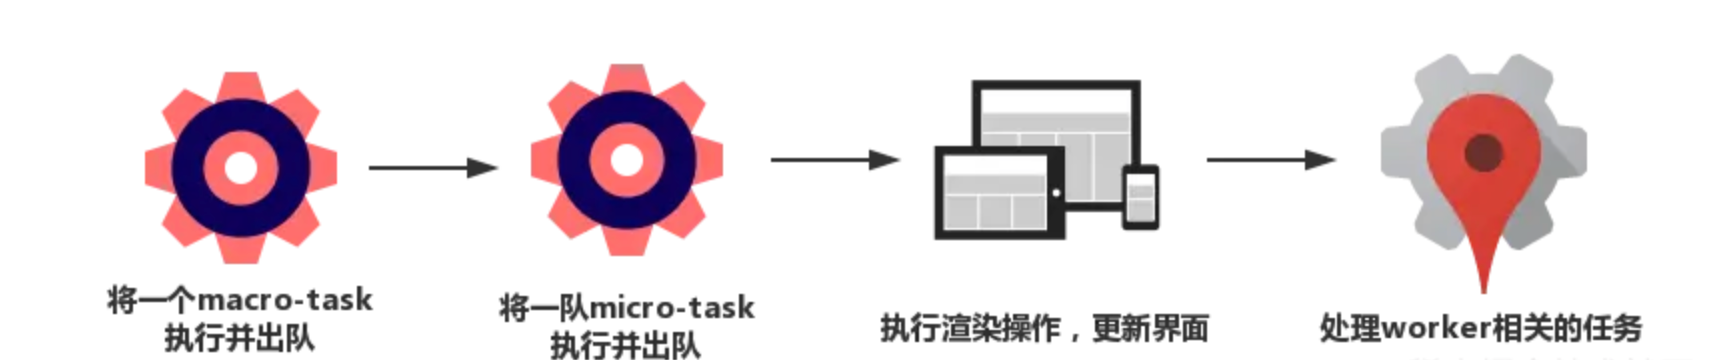 将一个macro-task
执行并出队
将一队micro-task
执行并出队
执行渲染操作，更新界面
处理worker相关的任务